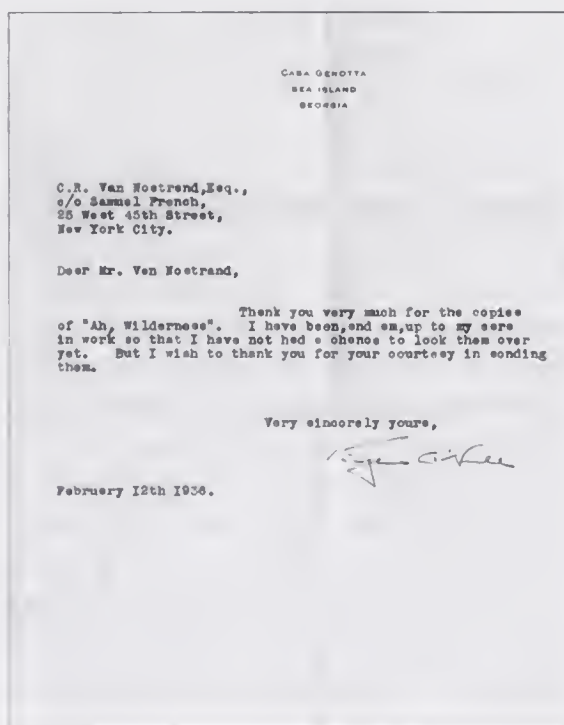 CASA GENOTTA
SEA ISLAND
GEORGIA
C.R. Van Nostrand,Esq.,
c/o Samuel French,
25 West 45th Street,
New York City.
Dear Mr. Van Nostrand,
Thank you very much for the copies
of "Ah, Wilderness". I have been,and am,up to my ears
in work so that I have not had a chance to look them over
yet. But I wish to thank you for your courtesy in sending
them.
Very sincerely yours,
Eugene O'Neill
February 12th 1936.